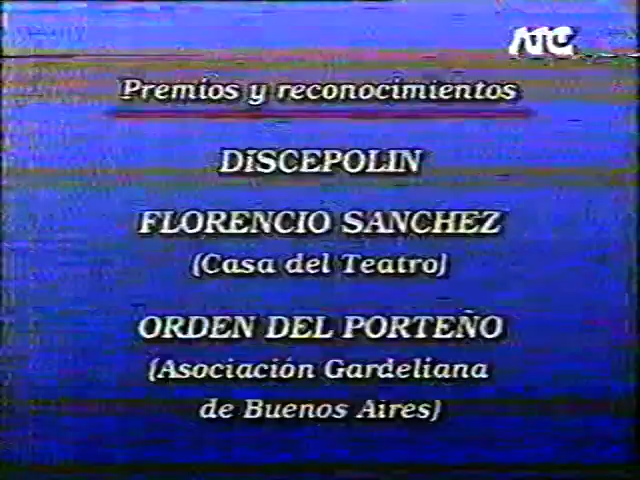 ATC
Premios y reconocimientos
DiSCEPOLIN
FLORENCIO SANCHEZ
(Casa del Teatro)
ORDEN DEL PORTEÑO
(Asociación Gardeliana
de Buenos Aires)